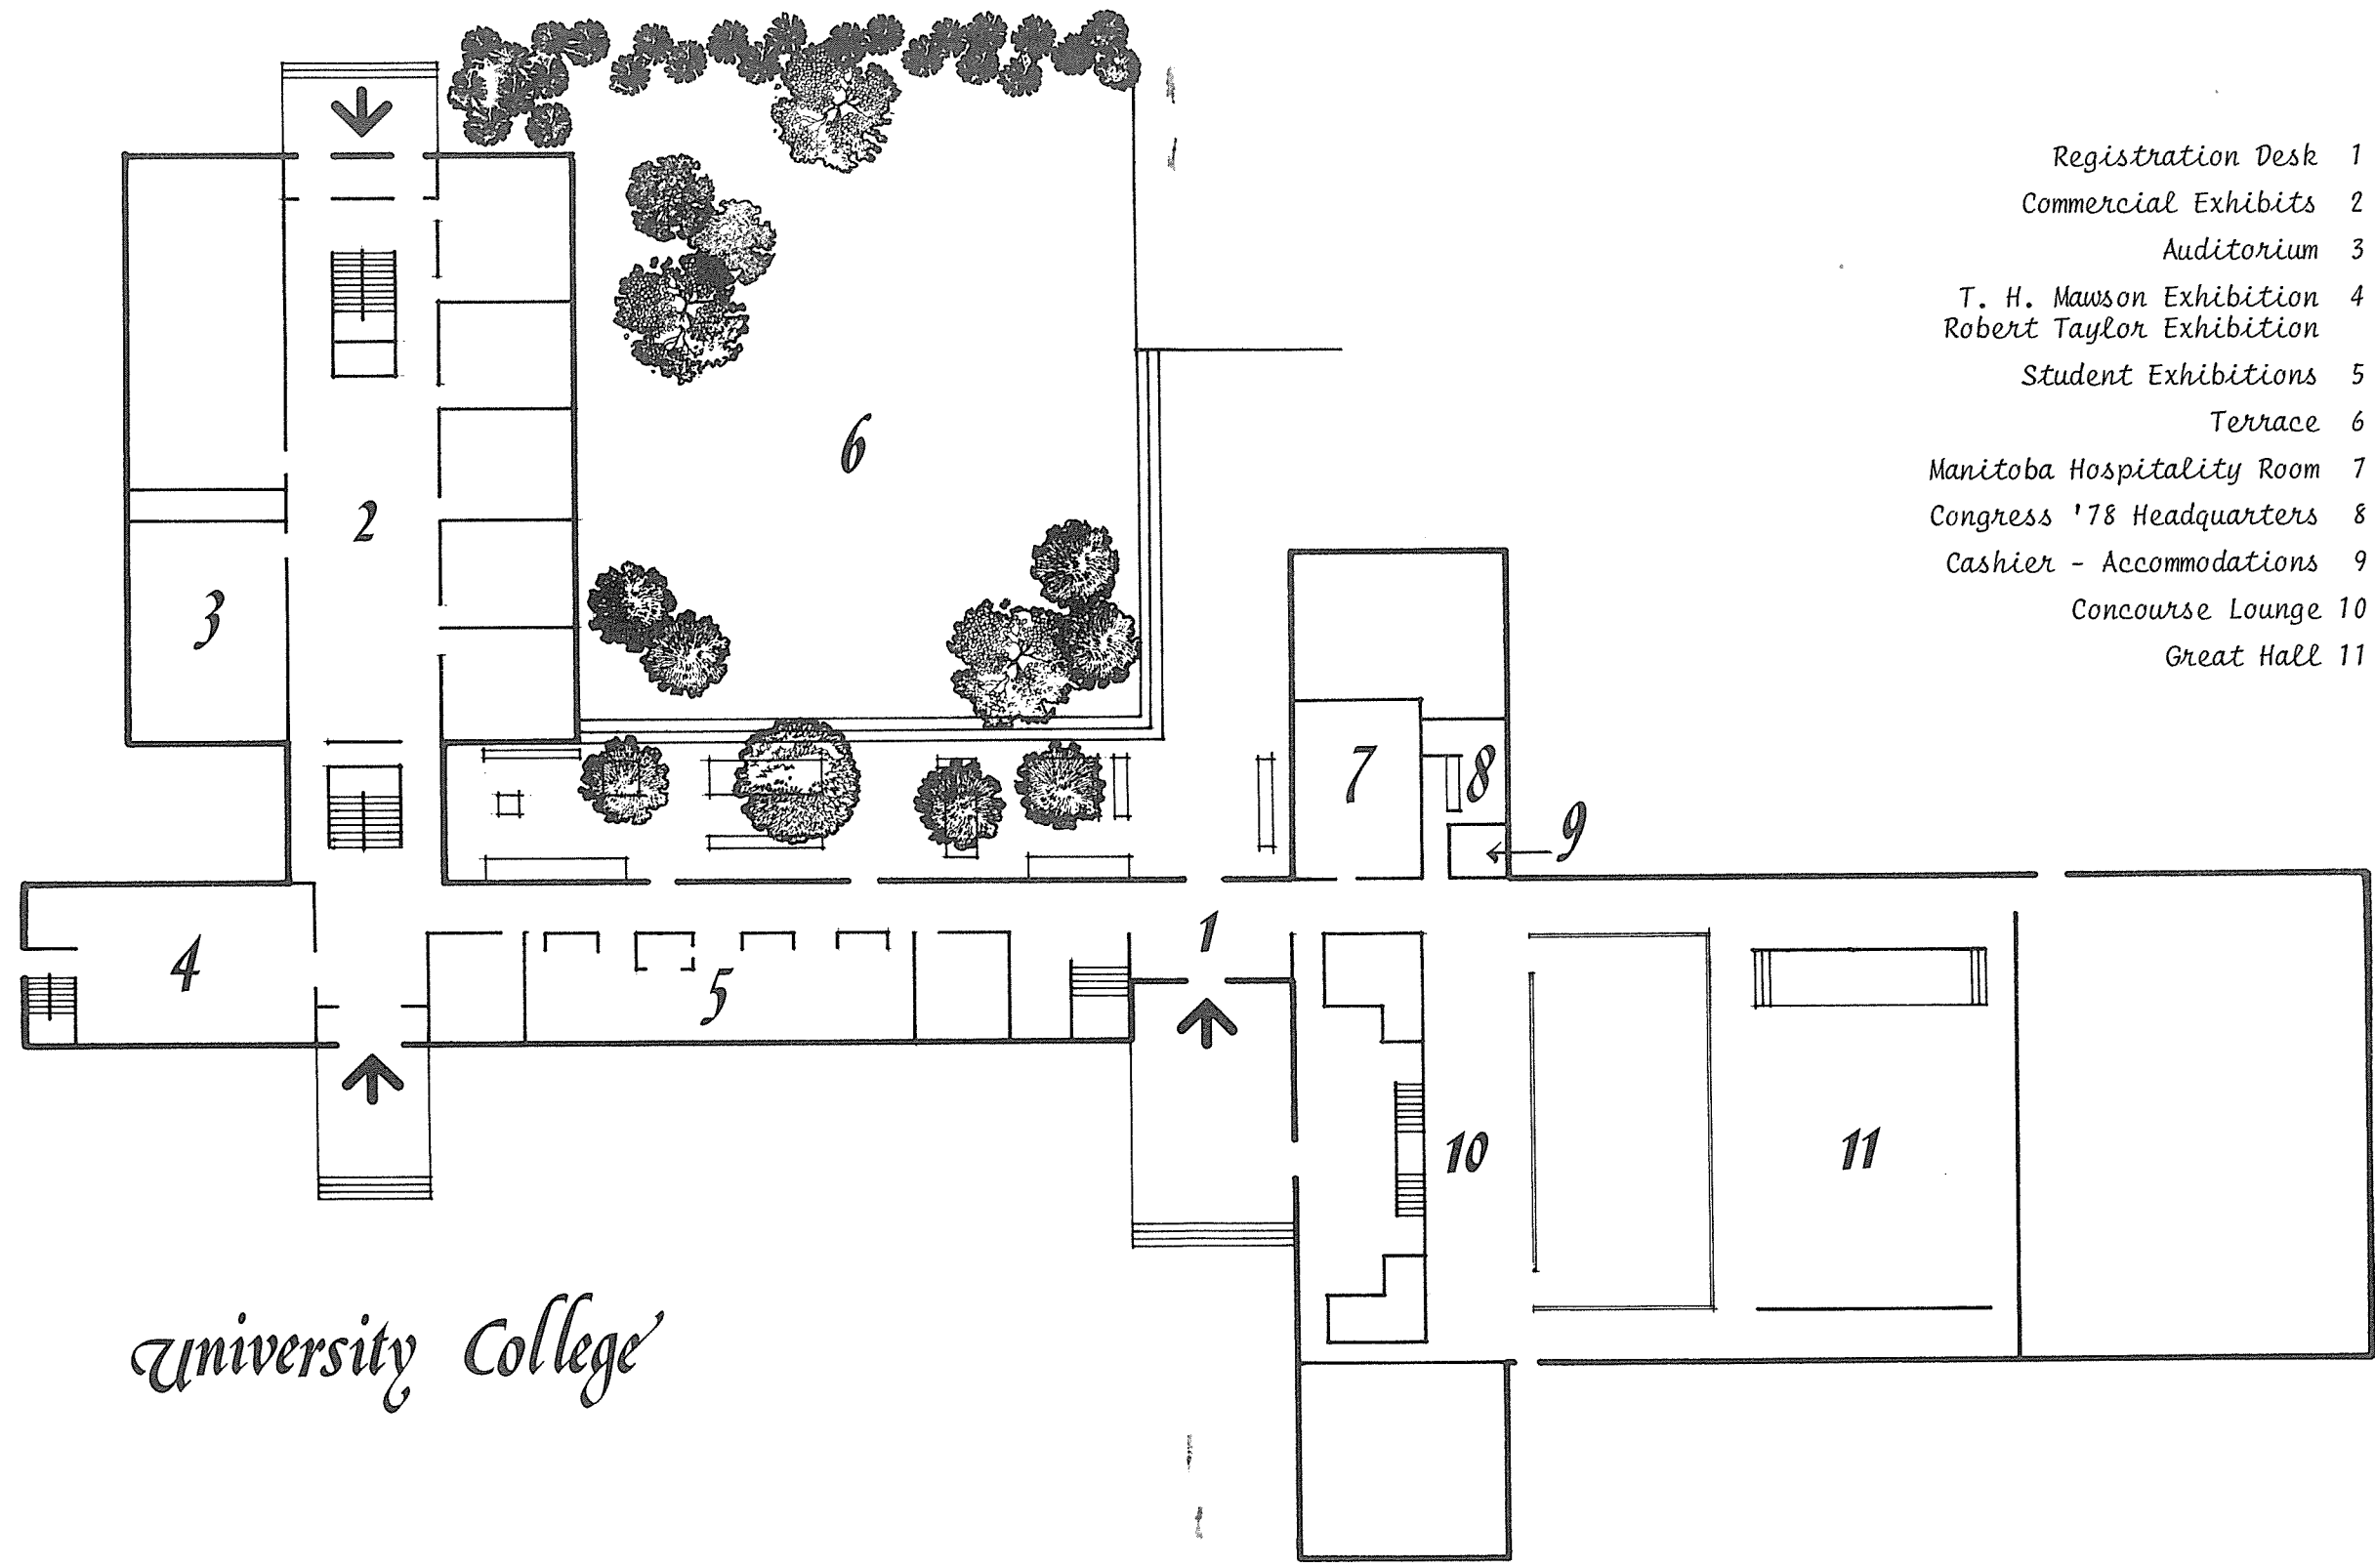 Registration Desk 1
Commercial Exhibits 2
Auditorium 3
T. H. Mawson Exhibition 4
Robert Taylor Exhibition
Student Exhibitions 5
Terrace 6
Manitoba Hospitality Room 7
Congress '78 Headquarters 8
Cashier - Accommodations 9
Concourse Lounge 10
Great Hall 11
6
2
3
7
8
9
1
4
5
10
11
University College